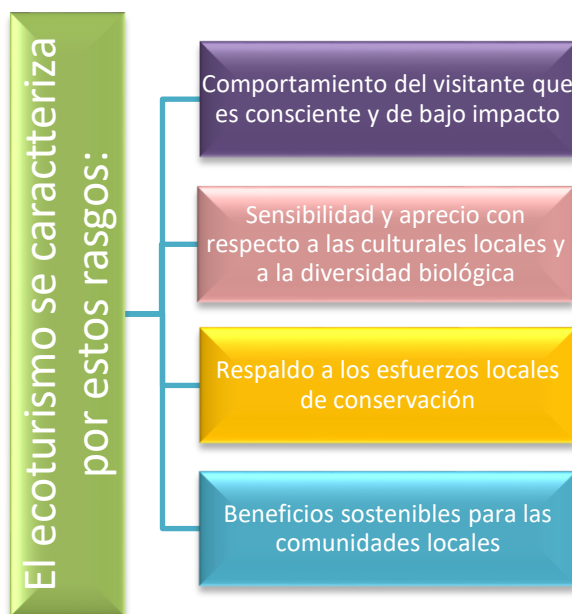 El ecoturismo se caractteriza
por estos rasgos:
Comportamiento del visitante que
es consciente y de bajo impacto
Sensibilidad y aprecio con
respecto a las culturales locales y
a la diversidad biológica
Respaldo a los esfuerzos locales
de conservación
Beneficios sostenibles para las
comunidades locales